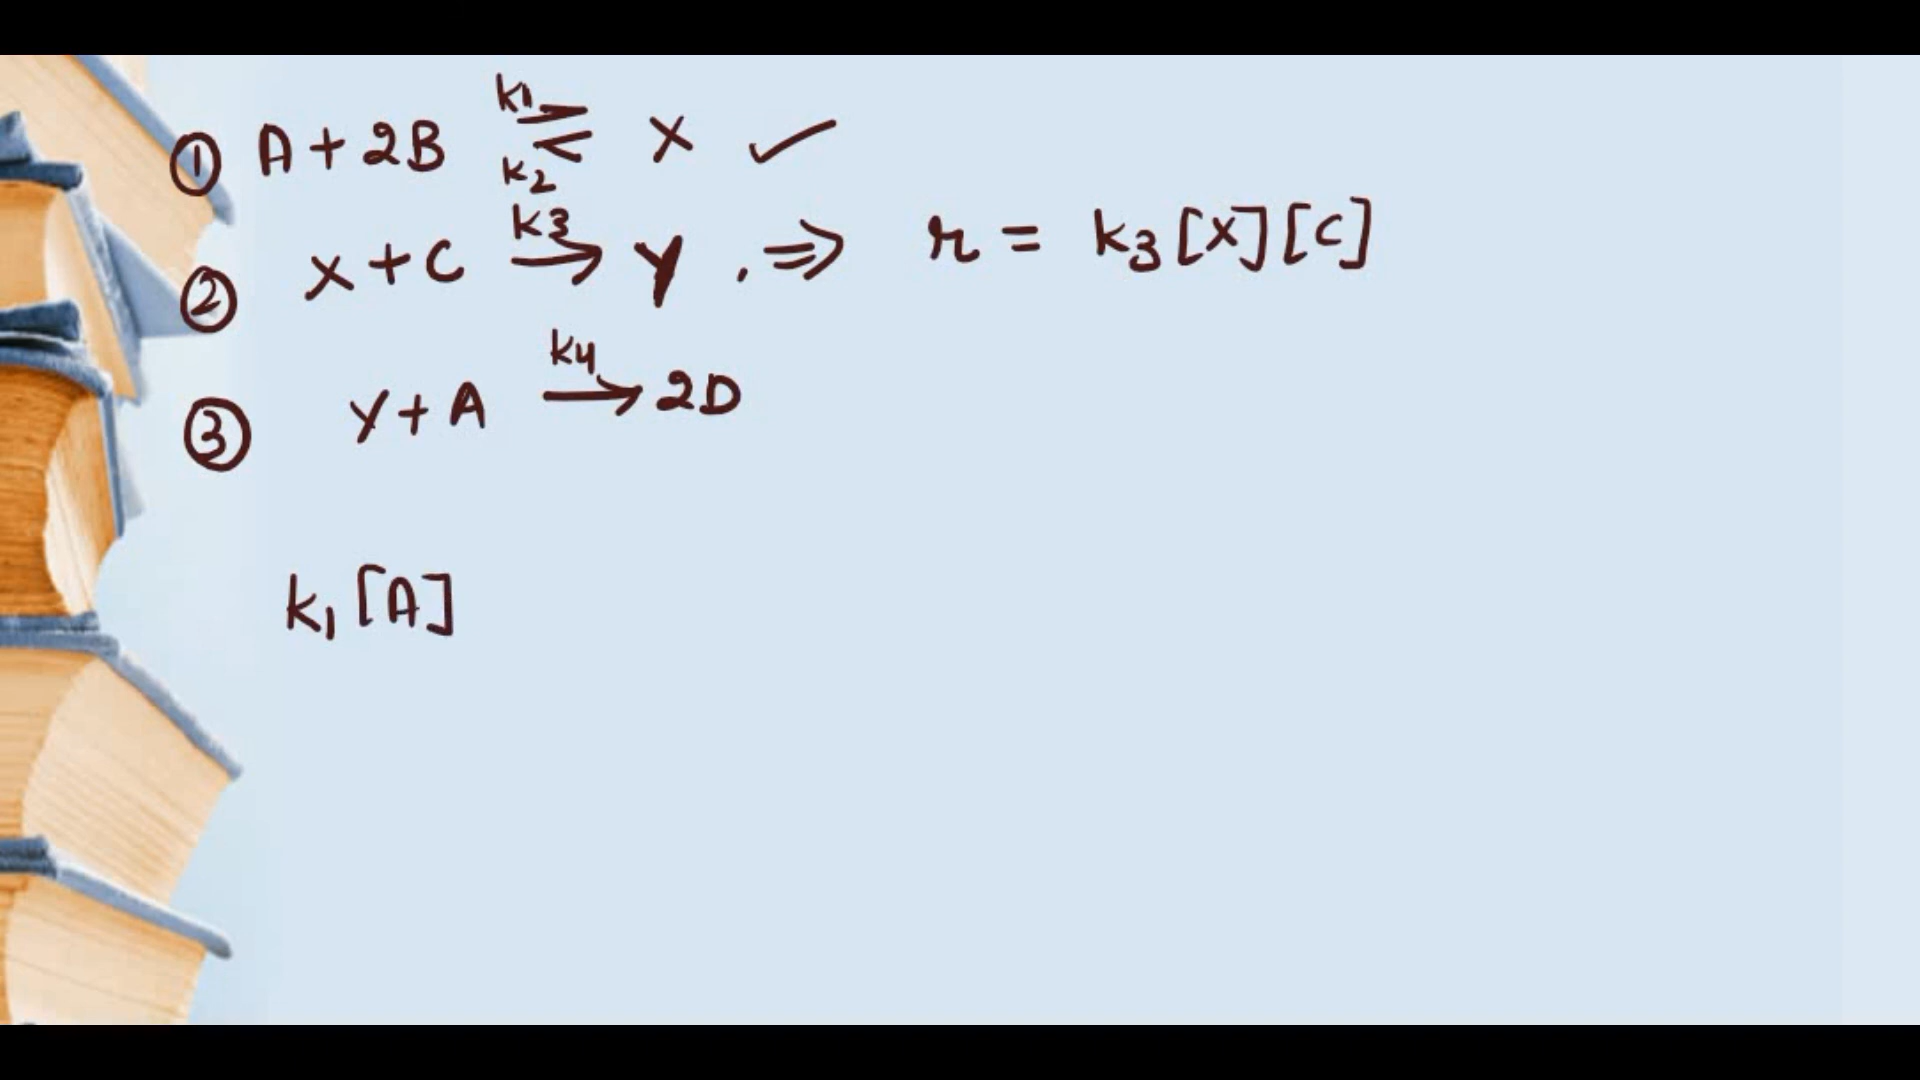 ① A + 2B k1 ⇌ k2 X ✓
② X + C k3 → Y . ⇒ r = k3 [X] [C]
③ Y + A k4 → 2D
k1 [A]